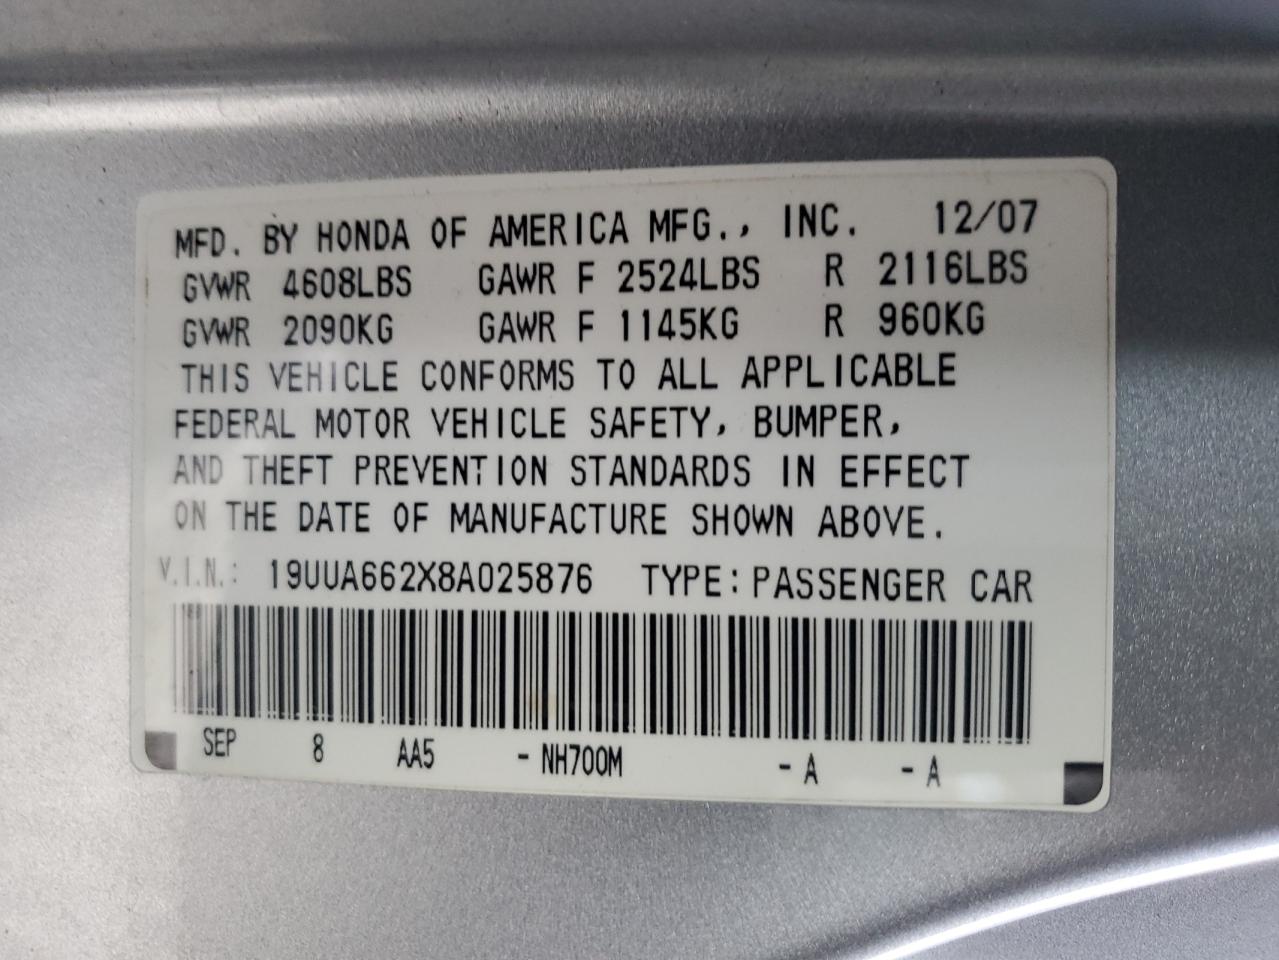 MFD. BY HONDA OF AMERICA MFG., INC. 12/07
GVWR 4608LBS GAWR F 2524LBS R 2116LBS
GVWR 2090KG GAWR F 1145KG R 960KG
THIS VEHICLE CONFORMS TO ALL APPLICABLE
FEDERAL MOTOR VEHICLE SAFETY, BUMPER,
AND THEFT PREVENTION STANDARDS IN EFFECT
ON THE DATE OF MANUFACTURE SHOWN ABOVE.
V.I.N.: 19UUA662X8A025876 TYPE: PASSENGER CAR
SEP 8 AA5 - NH700M - A - A